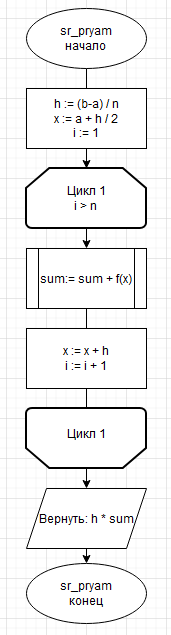 sr_pryam
начало
h := (b-a) / n
x := a + h / 2
i := 1
Цикл 1
i > n
sum:= sum + f(x)
x := x + h
i := i + 1
Цикл 1
Вернуть: h * sum
sr_pryam
конец